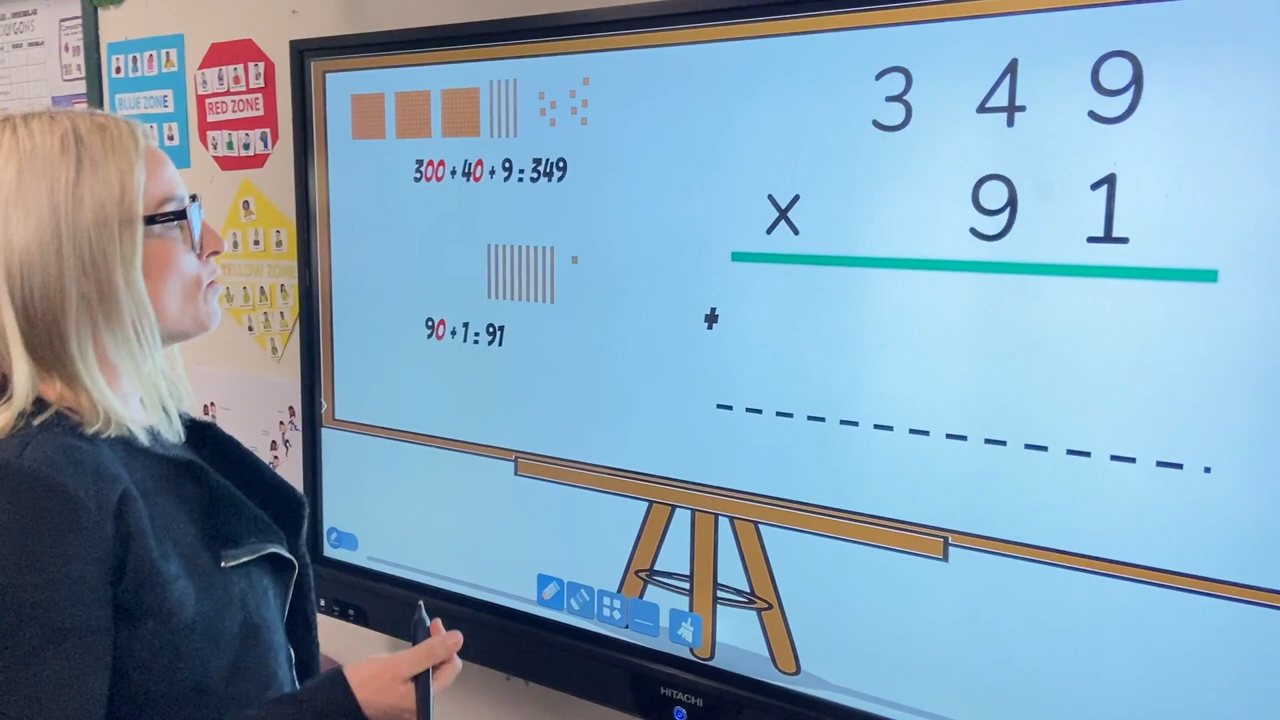 POLYGONS
BLUE ZONE
RED ZONE
YELLOW ZONE
300 + 40 + 9 = 349
90 + 1 = 91
3 4 9
x 9 1
+
HITACHI